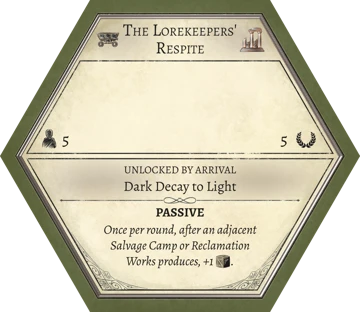 The Lorekeepers'
Respite
5 5
UNLOCKED BY ARRIVAL
Dark Decay to Light
PASSIVE
Once per round, after an adjacent
Salvage Camp or Reclamation
Works produces, +1 .